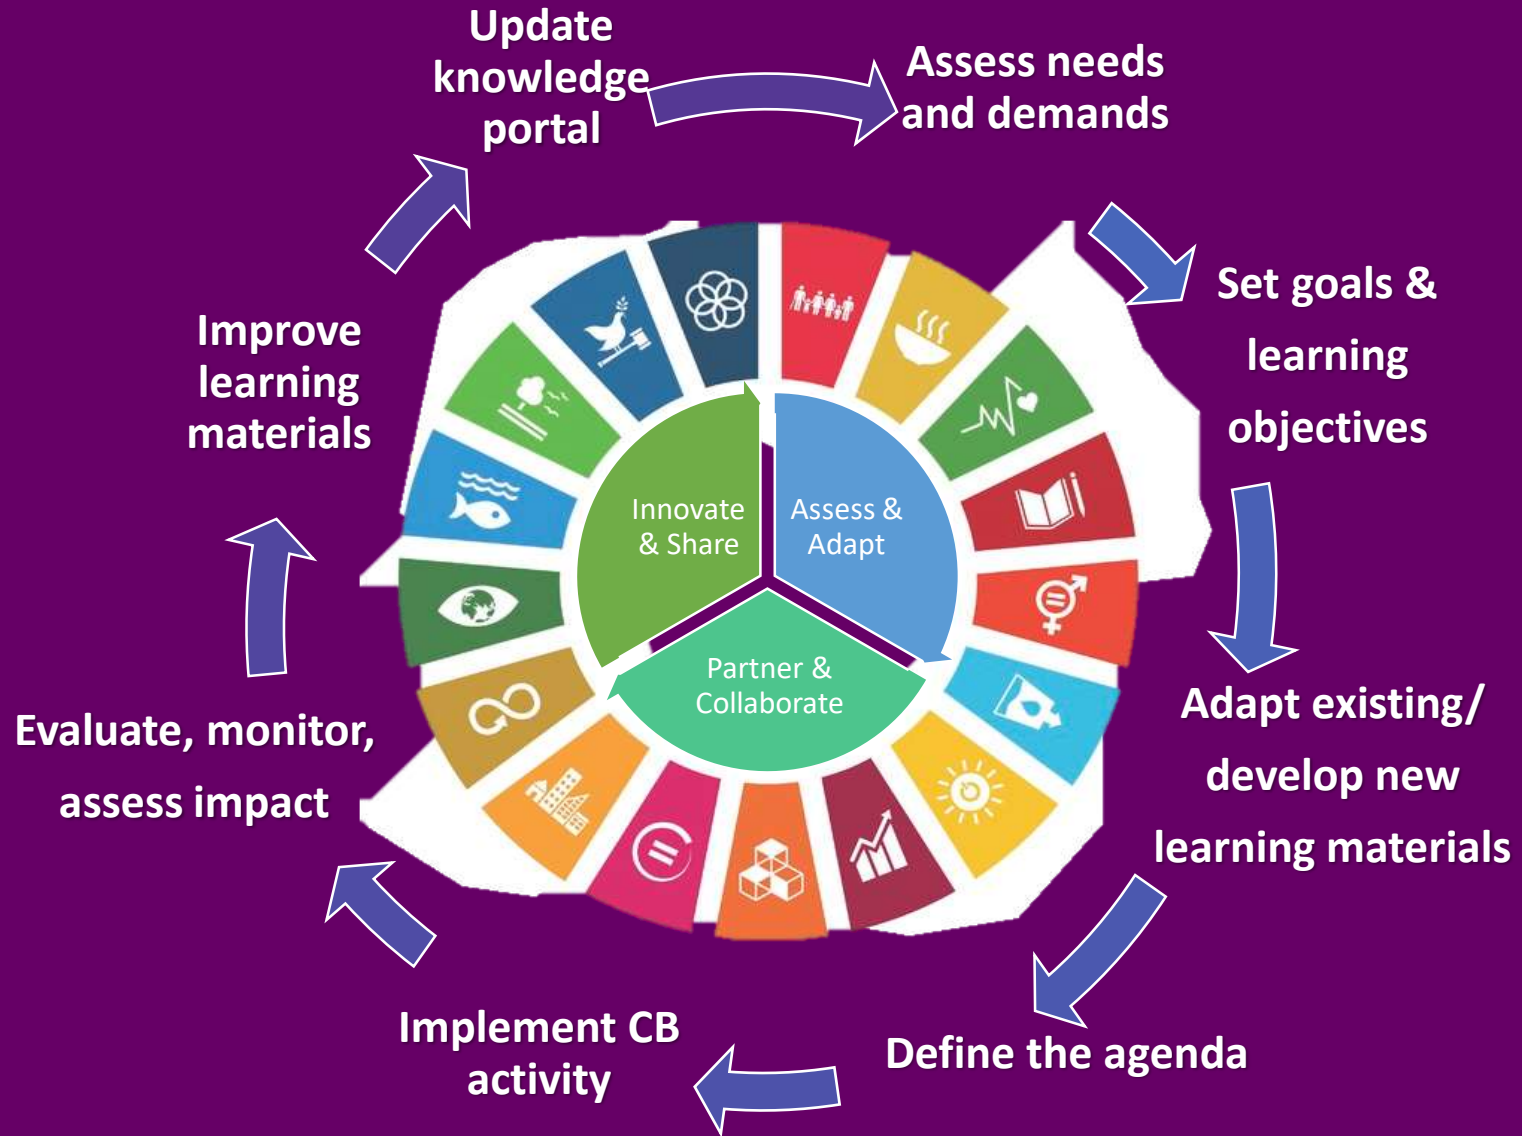 Update
knowledge
portal
Assess needs
and demands
Set goals &
learning
objectives
Adapt existing/
develop new
learning materials
Define the agenda
Implement CB
activity
Evaluate, monitor,
assess impact
Improve
learning
materials
Innovate
& Share
Assess &
Adapt
Partner &
Collaborate